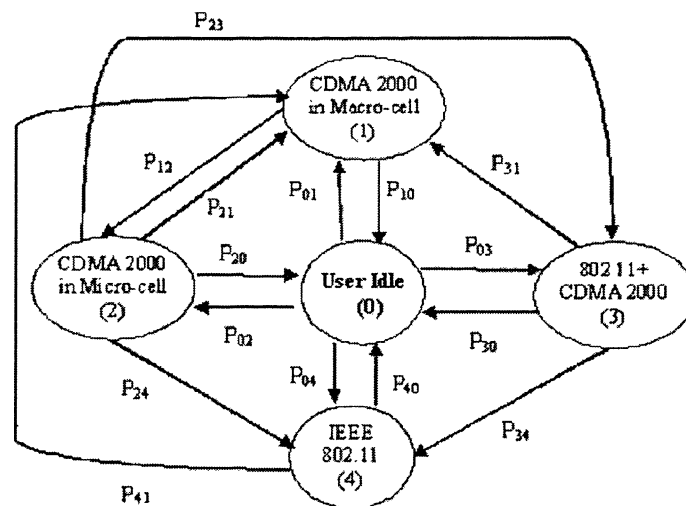 P23
CDMA 2000
in Macro-cell
(1)
P12
P21
P01
P10
P31
CDMA 2000
in Micro-cell
(2)
P20
P02
User Idle
(0)
P03
P30
802.11+
CDMA 2000
(3)
P24
P04
P40
P34
IEEE
802.11
(4)
P41